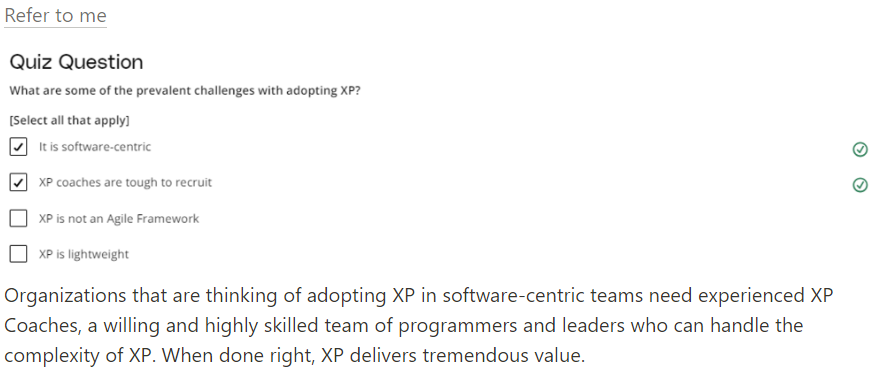 Refer to me
Quiz Question
What are some of the prevalent challenges with adopting XP?
[Select all that apply]
It is software-centric
XP coaches are tough to recruit
XP is not an Agile Framework
XP is lightweight
Organizations that are thinking of adopting XP in software-centric teams need experienced XP
Coaches, a willing and highly skilled team of programmers and leaders who can handle the
complexity of XP. When done right, XP delivers tremendous value.